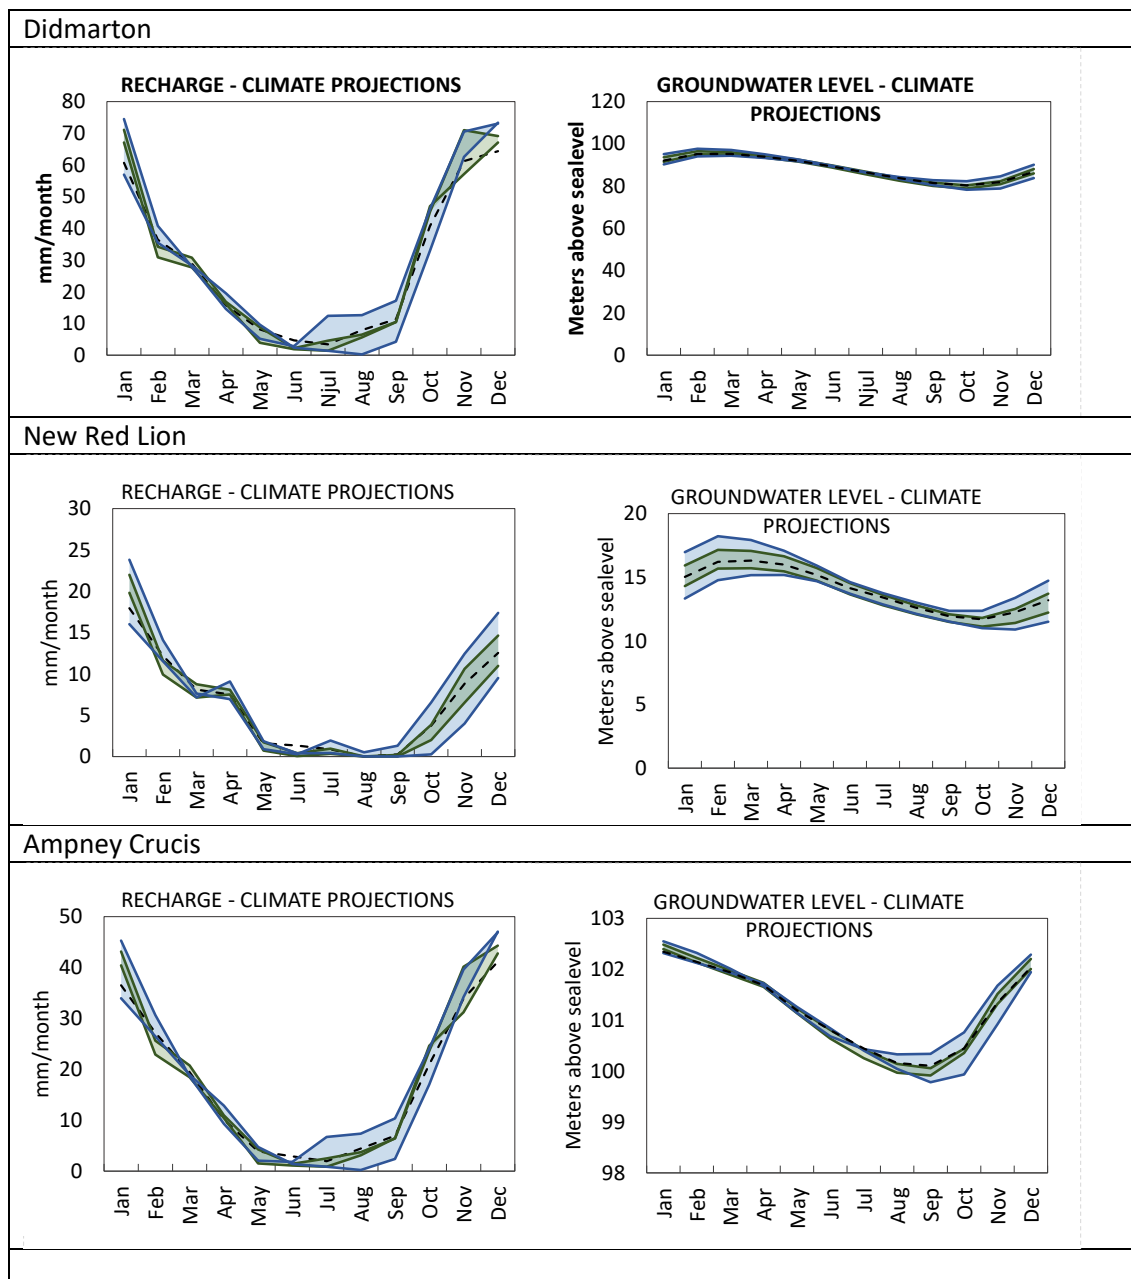 Didmarton
RECHARGE - CLIMATE PROJECTIONS
80
70
60
50
40
30
20
10
0
mm/month
Jan
Feb
Mar
Apr
May
Jun
Njul
Aug
Sep
Oct
Nov
Dec
GROUNDWATER LEVEL - CLIMATE
PROJECTIONS
120
100
80
60
40
20
0
Meters above sealevel
Jan
Feb
Mar
Apr
May
Jun
Njul
Aug
Sep
Oct
Nov
Dec
New Red Lion
RECHARGE - CLIMATE PROJECTIONS
30
25
20
15
10
5
0
mm/month
Jan
Fen
Mar
Apr
May
Jun
Jul
Aug
Sep
Oct
Nov
Dec
GROUNDWATER LEVEL - CLIMATE
PROJECTIONS
20
15
10
5
0
Meters above sealevel
Jan
Fen
Mar
Apr
May
Jun
Jul
Aug
Sep
Oct
Nov
Dec
Ampney Crucis
RECHARGE - CLIMATE PROJECTIONS
50
40
30
20
10
0
mm/month
Jan
Feb
Mar
Apr
May
Jun
Jul
Aug
Sep
Oct
Nov
Dec
GROUNDWATER LEVEL - CLIMATE
PROJECTIONS
103
102
101
100
99
98
Meters above sealevel
Jan
Feb
Mar
Apr
May
Jun
Jul
Aug
Sep
Oct
Nov
Dec